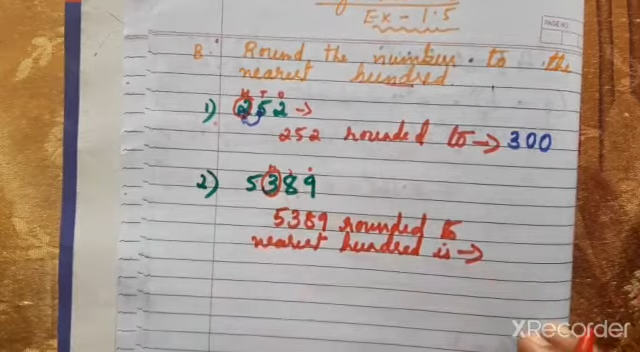 Ex - 1.5
PAGE NO.
B. Round the number to the
nearest hundred.
H T O
1) 252 →
252 rounded to → 300
H O
2) 5389
5389 rounded to
nearest hundred is →
XRecorder